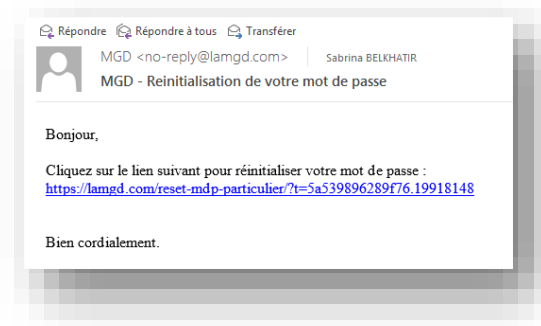 Répondre Répondre à tous Transférer
MGD <no-reply@lamgd.com> Sabrina BELKHATIR
MGD - Reinitialisation de votre mot de passe
Bonjour,
Cliquez sur le lien suivant pour réinitialiser votre mot de passe :
https://lamgd.com/reset-mdp-particulier/?t=5a539896289f76.19918148
Bien cordialement.